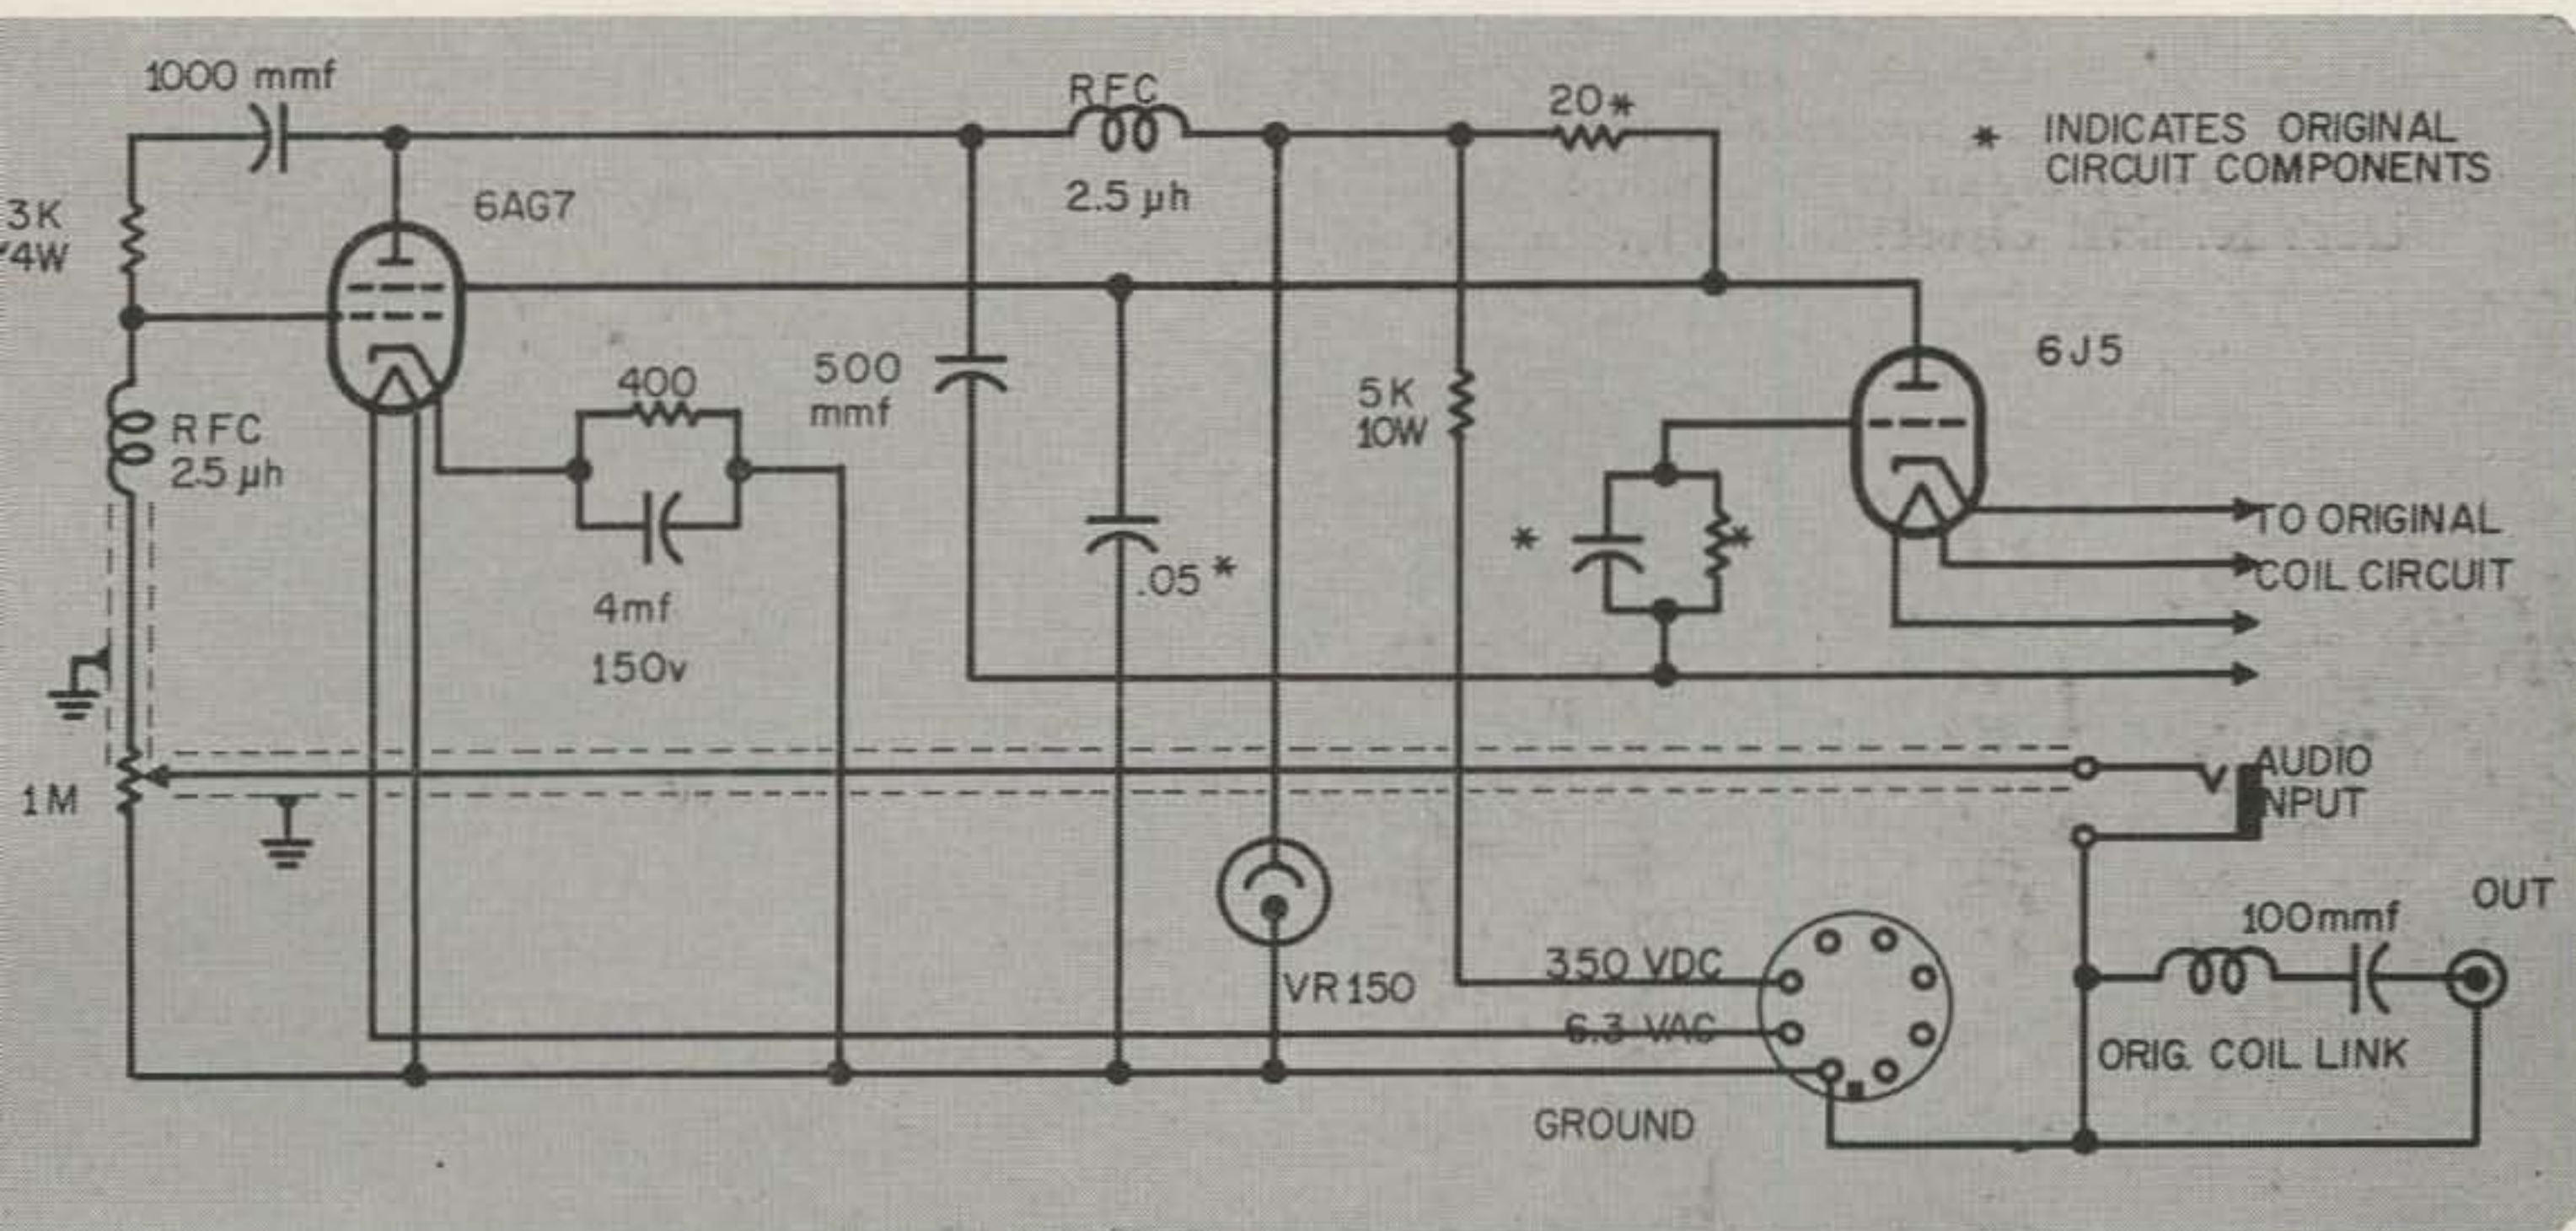 1000 mmf
RFC
20*
* INDICATES ORIGINAL
CIRCUIT COMPONENTS
3K
6AG7
2.5 µh
4W
6J5
400
500
mmf
5K
10W
RFC
2.5 µh
*
*
TO ORIGINAL
COIL CIRCUIT
.05*
4mf
150v
1M
AUDIO
INPUT
OUT
100mmf
350 VDC
VR150
6.3 VAC
ORIG. COIL LINK
GROUND